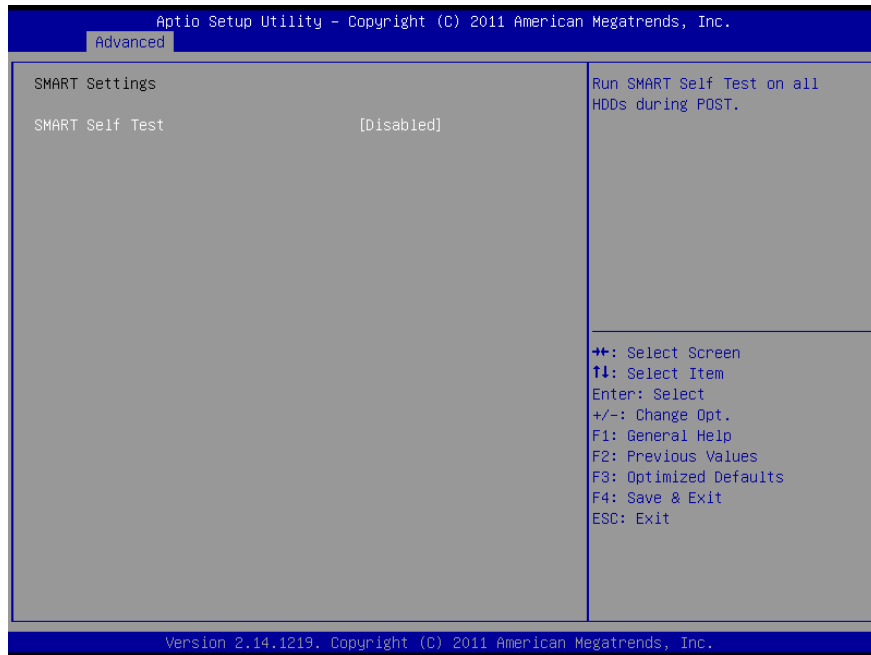 Aptio Setup Utility – Copyright (C) 2011 American Megatrends, Inc.
Advanced
SMART Settings
SMART Self Test [Disabled]
Run SMART Self Test on all
HDDs during POST.
→←: Select Screen
↑↓: Select Item
Enter: Select
+/-: Change Opt.
F1: General Help
F2: Previous Values
F3: Optimized Defaults
F4: Save & Exit
ESC: Exit
Version 2.14.1219. Copyright (C) 2011 American Megatrends, Inc.